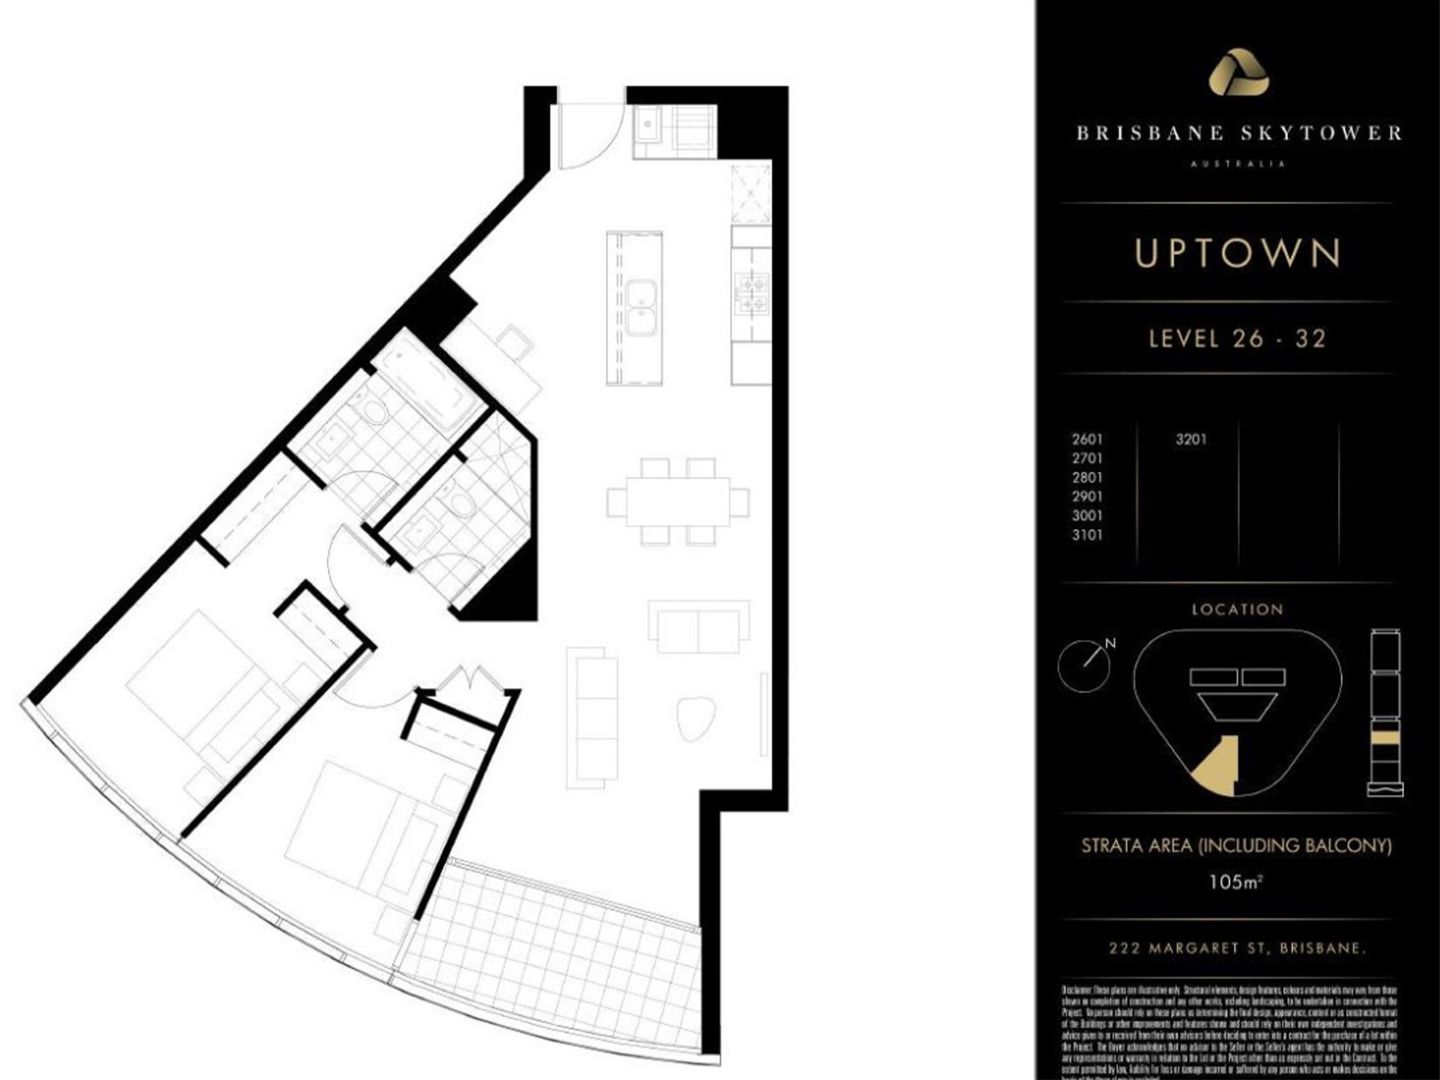 BRISBANE SKYTOWER
AUSTRALIA
UPTOWN
LEVEL 26 - 32
2601
2701
2801
2901
3001
3101
3201
LOCATION
N
STRATA AREA (INCLUDING BALCONY)
105m²
222 MARGARET ST, BRISBANE.
Disclaimer: These plans are illustrative only. Structural elements, design features, colours and materials may vary from those
shown on completion of construction and any other works, including landscaping, to be undertaken in connection with the
Project. No person should rely on these plans as determining the final design, appearance, content or as constructed format
of the Buildings or other improvements and features shown and should rely on their own independent investigations and
advice given to or received from their own advisors before deciding to enter into a contract for the purchase of a lot within
the Project. The Buyer acknowledges that no advisor to the Seller or the Seller's agent has the authority to make or give
any representations or warranty in relation to the Lot or the Project other than as expressly set out in the Contract. To the
extent permitted by law, liability for loss or damage incurred or suffered by any person who acts or makes decisions on the
basis of these plans is